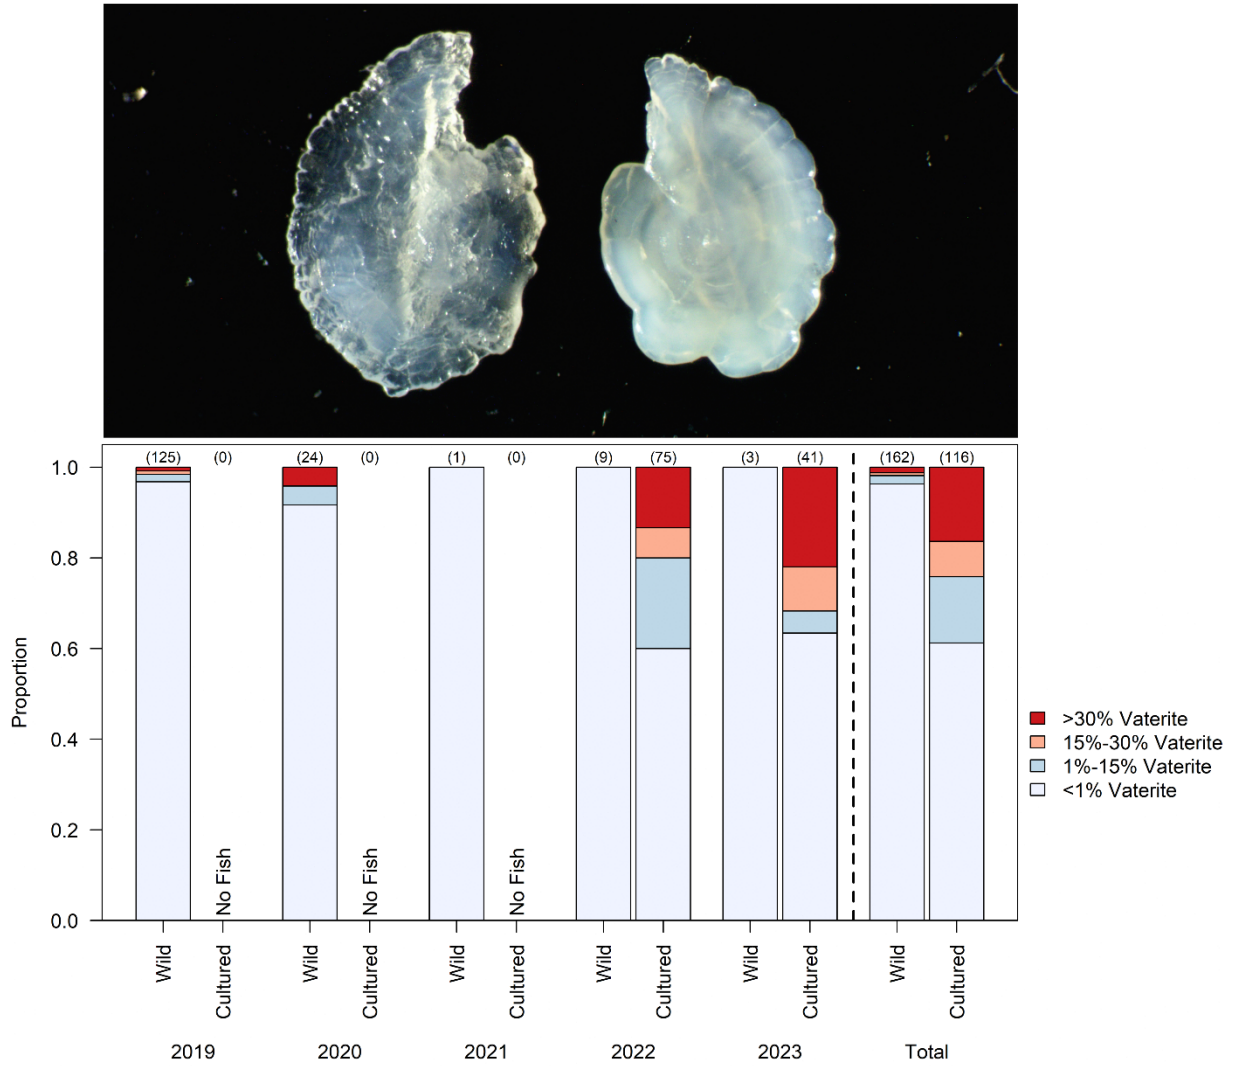 (125) (0) (24) (0) (1) (0) (9) (75) (3) (41) (162) (116)
1.0
0.8
0.6
0.4
0.2
0.0
Proportion
No Fish
No Fish
No Fish
>30% Vaterite
15%-30% Vaterite
1%-15% Vaterite
<1% Vaterite
Wild Cultured Wild Cultured Wild Cultured Wild Cultured Wild Cultured Wild Cultured
2019 2020 2021 2022 2023 Total